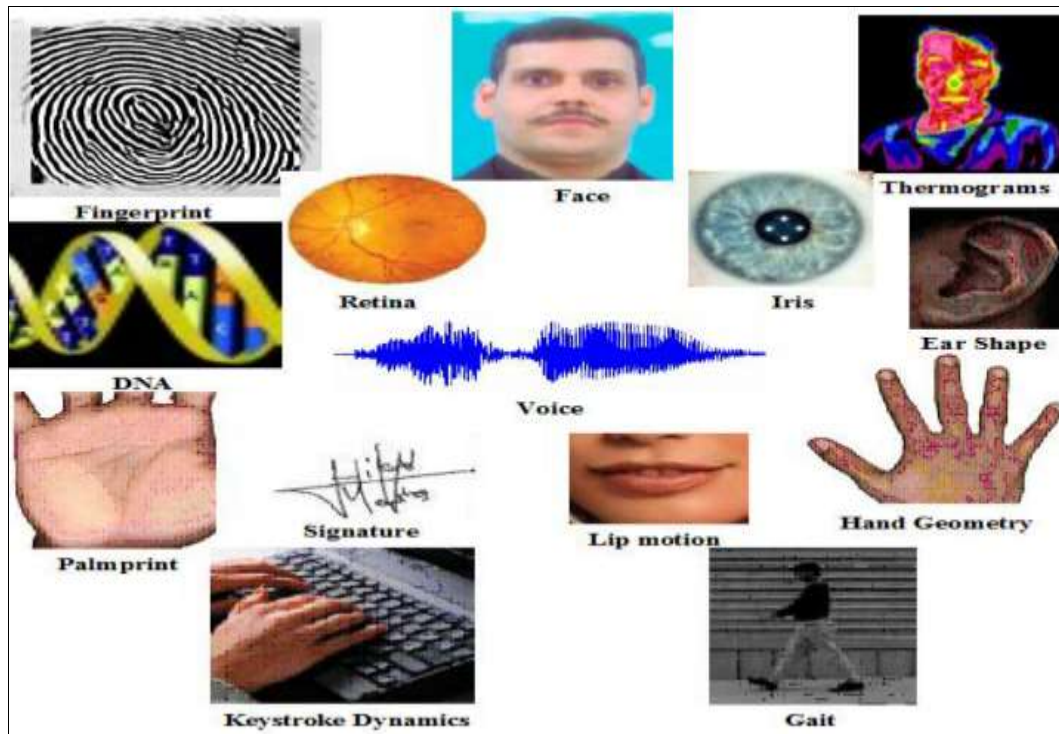 Fingerprint
Face
Thermograms
Retina
Iris
Ear Shape
DNA
Voice
Palmprint
Signature
Lip motion
Hand Geometry
Keystroke Dynamics
Gait